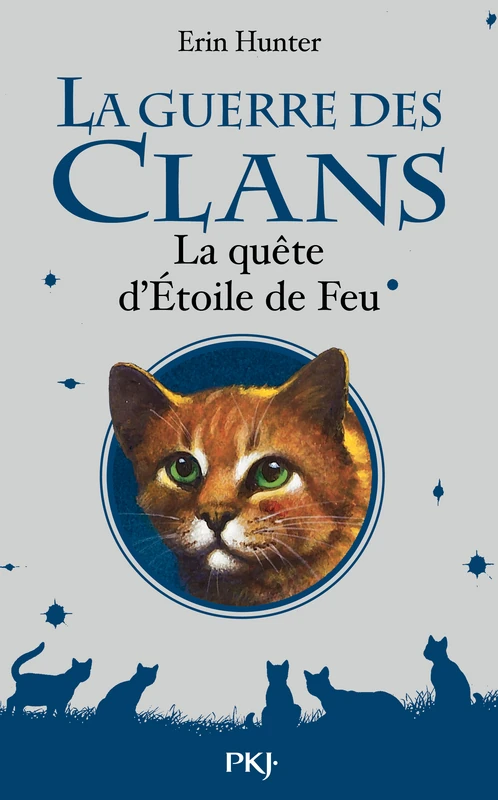 Erin Hunter
LA GUERRE DES
CLANS
La quête
d'Étoile de Feu
PKJ·